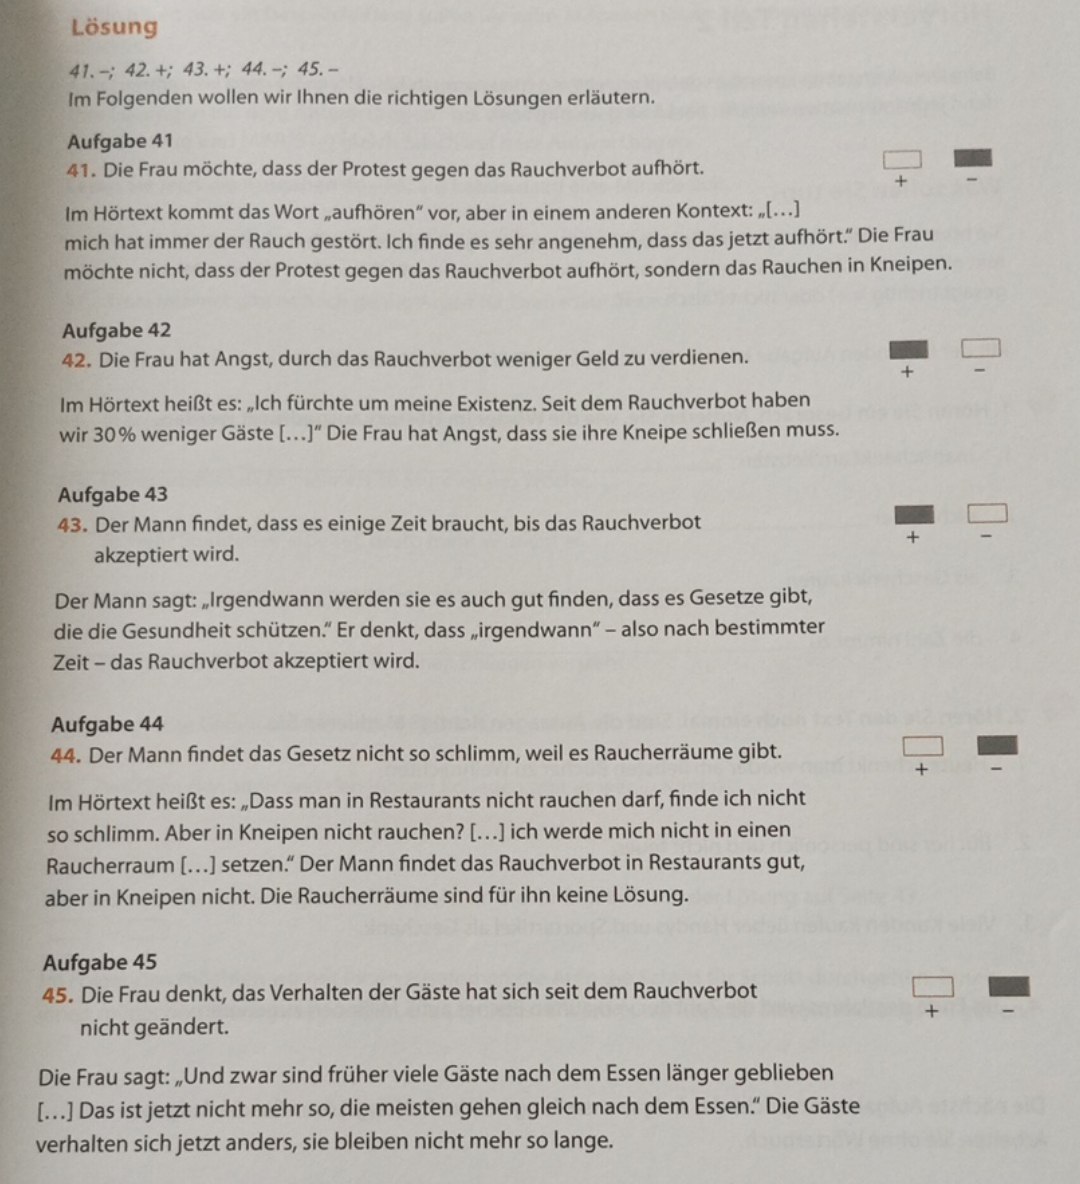 Lösung
41. –; 42. +; 43. +; 44. –; 45. –
Im Folgenden wollen wir Ihnen die richtigen Lösungen erläutern.
Aufgabe 41
41. Die Frau möchte, dass der Protest gegen das Rauchverbot aufhört.
+ –
Im Hörtext kommt das Wort „aufhören“ vor, aber in einem anderen Kontext: „[…]
mich hat immer der Rauch gestört. Ich finde es sehr angenehm, dass das jetzt aufhört.“ Die Frau
möchte nicht, dass der Protest gegen das Rauchverbot aufhört, sondern das Rauchen in Kneipen.
Aufgabe 42
42. Die Frau hat Angst, durch das Rauchverbot weniger Geld zu verdienen.
+ –
Im Hörtext heißt es: „Ich fürchte um meine Existenz. Seit dem Rauchverbot haben
wir 30% weniger Gäste […]“ Die Frau hat Angst, dass sie ihre Kneipe schließen muss.
Aufgabe 43
43. Der Mann findet, dass es einige Zeit braucht, bis das Rauchverbot
akzeptiert wird.
+ –
Der Mann sagt: „Irgendwann werden sie es auch gut finden, dass es Gesetze gibt,
die die Gesundheit schützen.“ Er denkt, dass „irgendwann“ – also nach bestimmter
Zeit – das Rauchverbot akzeptiert wird.
Aufgabe 44
44. Der Mann findet das Gesetz nicht so schlimm, weil es Raucherräume gibt.
+ –
Im Hörtext heißt es: „Dass man in Restaurants nicht rauchen darf, finde ich nicht
so schlimm. Aber in Kneipen nicht rauchen? […] ich werde mich nicht in einen
Raucherraum […] setzen.“ Der Mann findet das Rauchverbot in Restaurants gut,
aber in Kneipen nicht. Die Raucherräume sind für ihn keine Lösung.
Aufgabe 45
45. Die Frau denkt, das Verhalten der Gäste hat sich seit dem Rauchverbot
nicht geändert.
+ –
Die Frau sagt: „Und zwar sind früher viele Gäste nach dem Essen länger geblieben
[…] Das ist jetzt nicht mehr so, die meisten gehen gleich nach dem Essen.“ Die Gäste
verhalten sich jetzt anders, sie bleiben nicht mehr so lange.